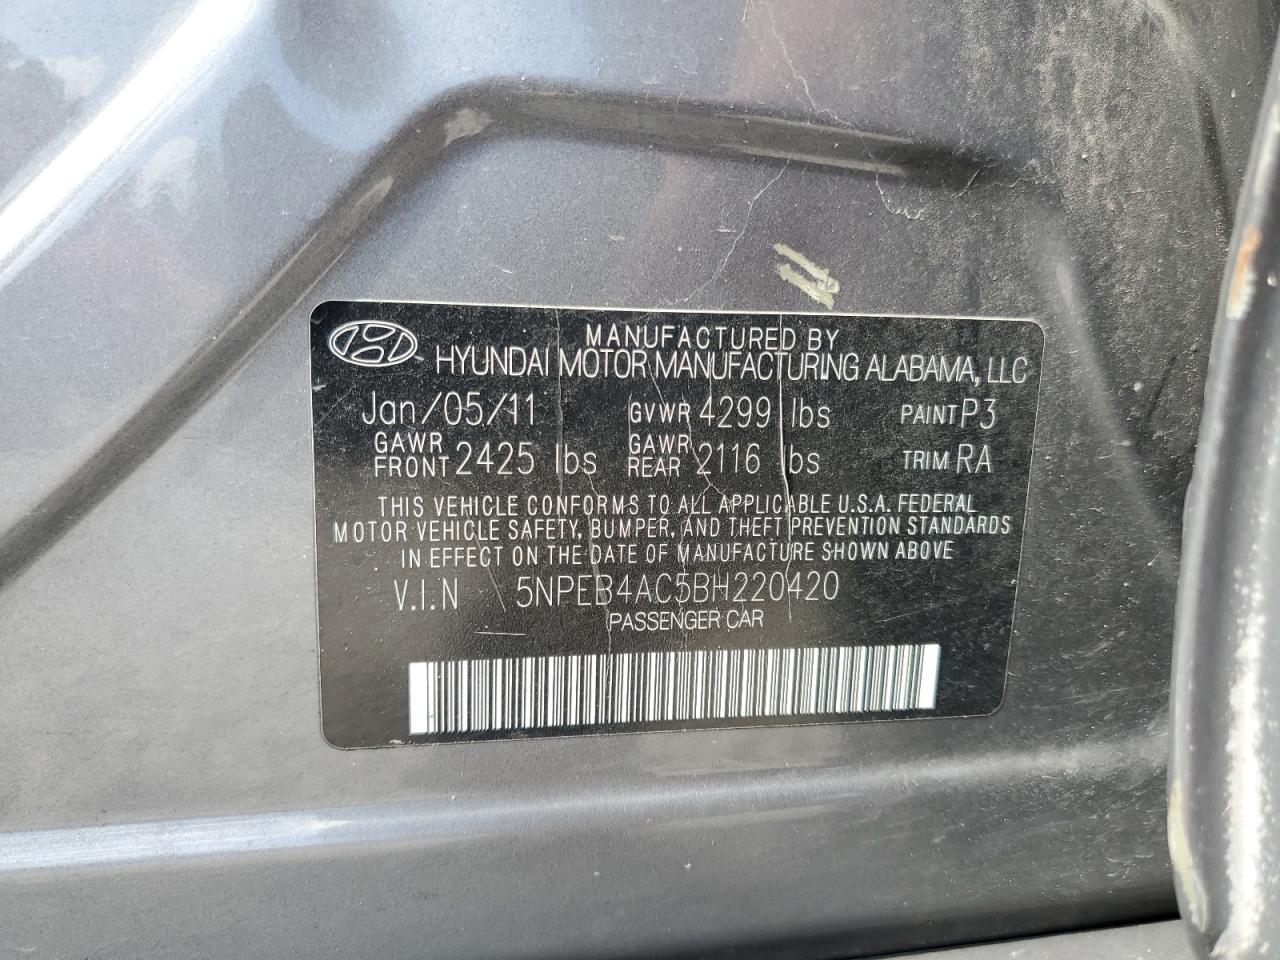 MANUFACTURED BY
HYUNDAI MOTOR MANUFACTURING ALABAMA, LLC
Jan/05/11 GVWR 4299 lbs PAINT P3
GAWR FRONT 2425 lbs GAWR REAR 2116 lbs TRIM RA
THIS VEHICLE CONFORMS TO ALL APPLICABLE U.S.A. FEDERAL
MOTOR VEHICLE SAFETY, BUMPER, AND THEFT PREVENTION STANDARDS
IN EFFECT ON THE DATE OF MANUFACTURE SHOWN ABOVE
V.I.N 5NPEB4AC5BH220420
PASSENGER CAR